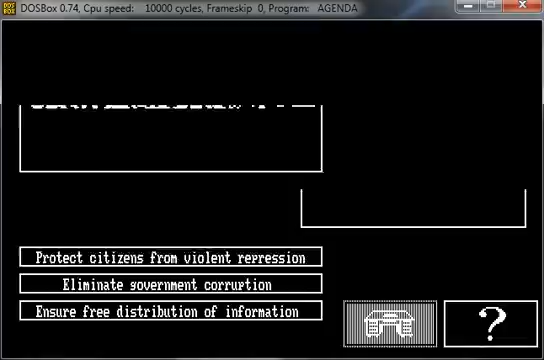 DOSBox 0.74, Cpu speed: 10000 cycles, Frameskip 0, Program: AGENDA
Protect citizens from violent repression
Eliminate government corruption
Ensure free distribution of information
?